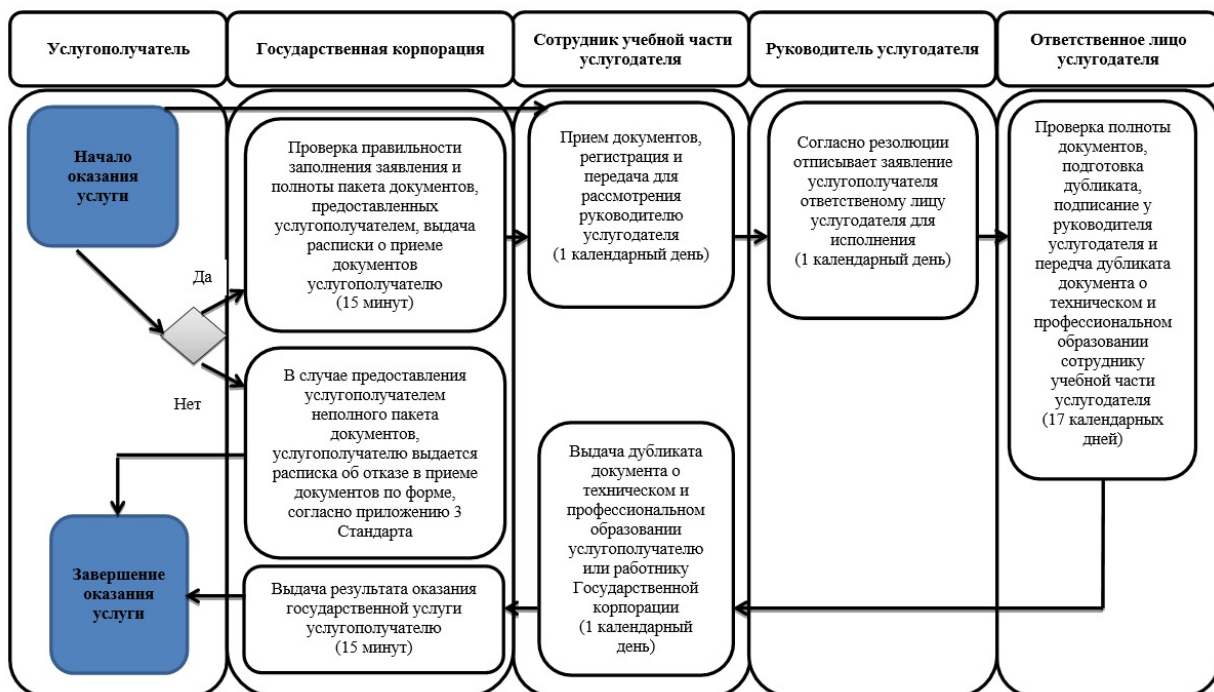 Услугополучатель
Государственная корпорация
Сотрудник учебной части
услугодателя
Руководитель услугодателя
Ответственное лицо
услугодателя
Начало
оказания
услуги
Да
Нет
Завершение
оказания
услуги
Проверка правильности
заполнения заявления и
полноты пакета документов,
предоставленных
услугополучателем, выдача
расписки о приеме
документов
услугополучателю
(15 минут)
В случае предоставления
услугополучателем
неполного пакета
документов,
услугополучателю выдается
расписка об отказе в приеме
документов по форме,
согласно приложению 3
Стандарта
Выдача результата оказания
государственной услуги
услугополучателю
(15 минут)
Прием документов,
регистрация и
передача для
рассмотрения
руководителю
услугодателя
(1 календарный день)
Выдача дубликата
документа о
техническом и
профессиональном
образовании
услугополучателю
или работнику
Государственной
корпорации
(1 календарный
день)
Согласно резолюции
отписывает заявление
услугополучателя
ответственому лицу
услугодателя для
исполнения
(1 календарный день)
Проверка полноты
документов,
подготовка
дубликата,
подписание у
руководителя
услугодателя и
передча дубликата
документа о
техническом и
профессиональном
образовании
сотруднику
учебной части
услугодателя
(17 календарных
дней)